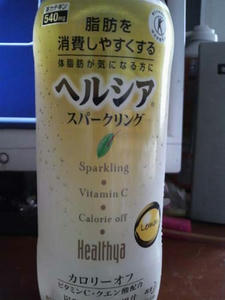 茶カテキン
540mg
脂肪を
消費しやすくする
体脂肪が気になる方に
ヘルシア
スパークリング
Sparkling
Vitamin C
Calorie off
Lemon
Healthya
カロリーオフ
ビタミンC・クエン酸配合